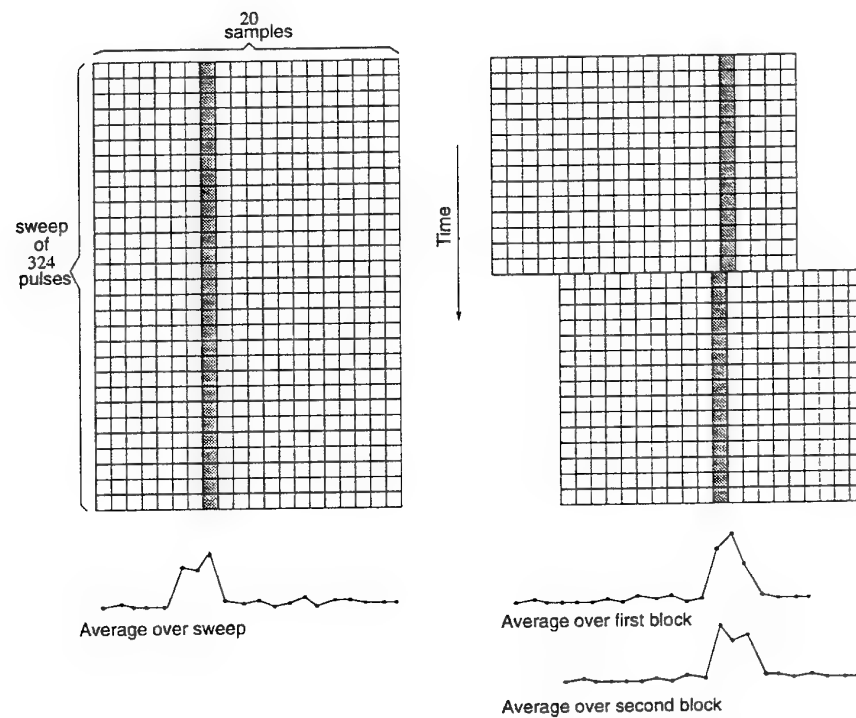 20
samples
sweep
of
324
pulses
Time
Average over sweep
Average over first block
Average over second block